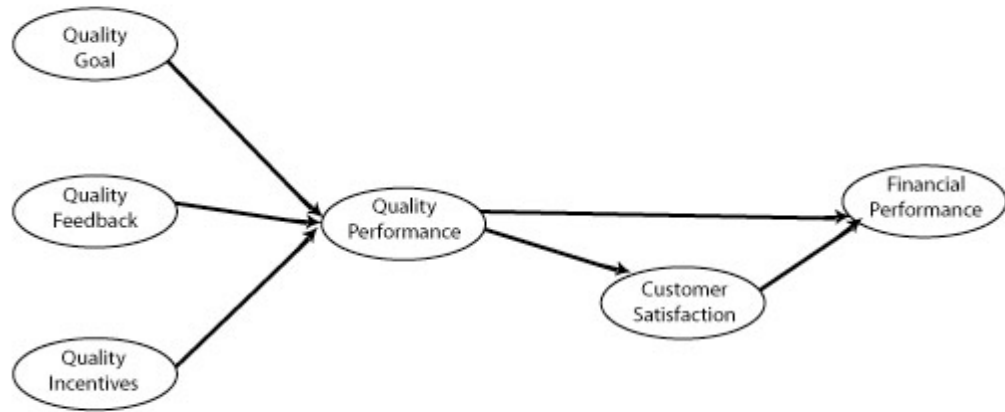 Quality
Goal
Quality
Feedback
Quality
Incentives
Quality
Performance
Customer
Satisfaction
Financial
Performance